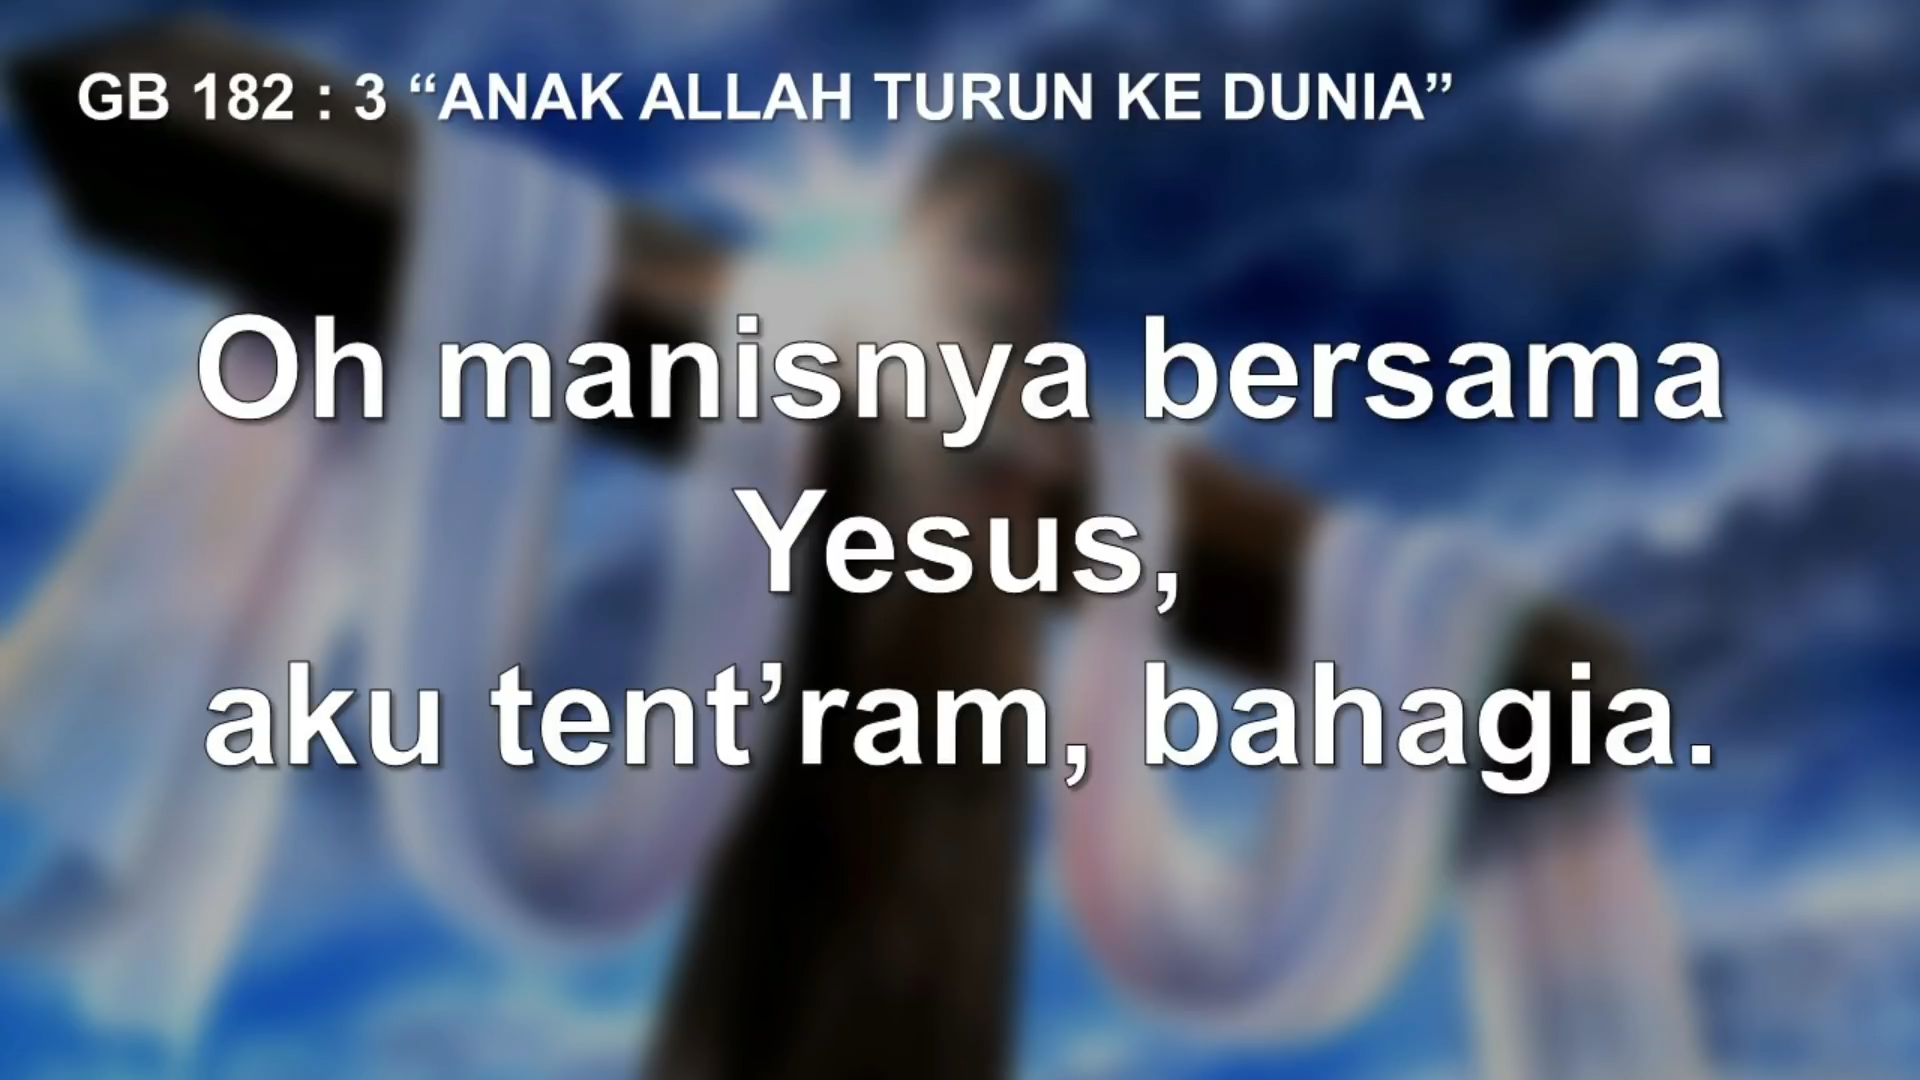 GB 182 : 3 “ANAK ALLAH TURUN KE DUNIA”
Oh manisnya bersama
Yesus,
aku tent’ram, bahagia.